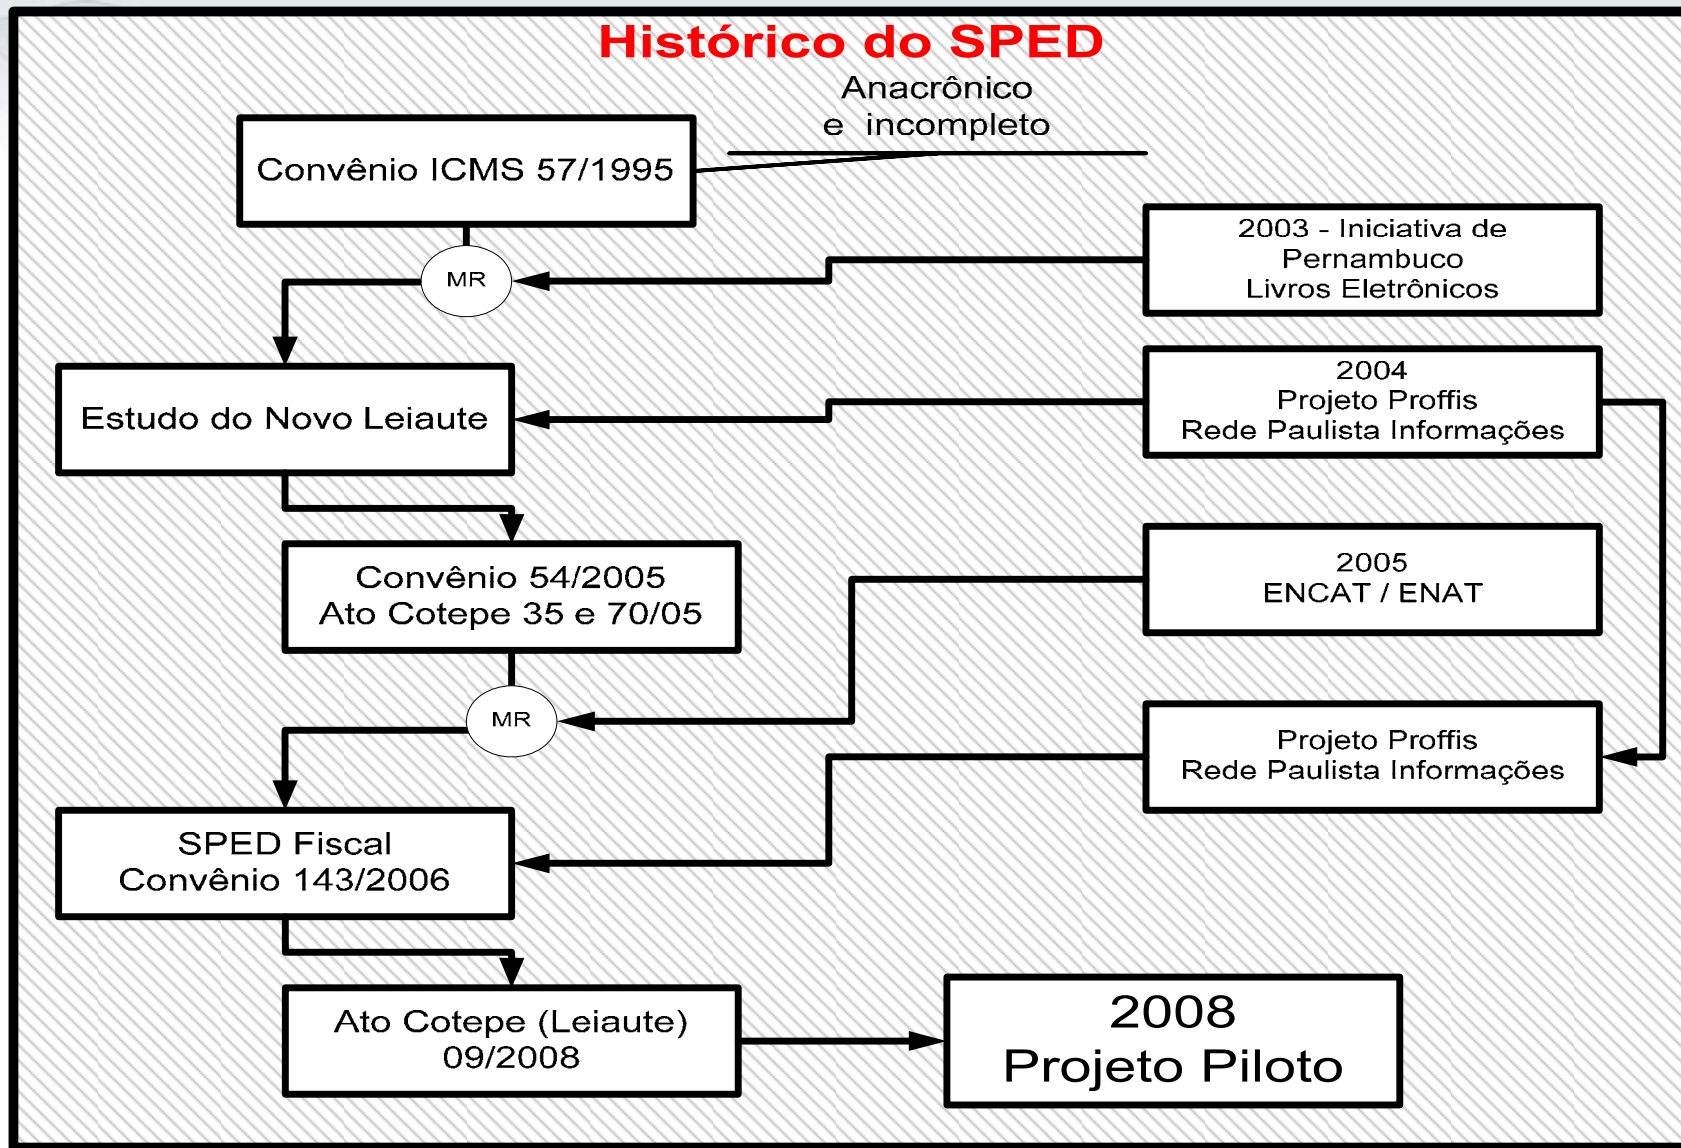 Histórico do SPED
Anacrônico
e incompleto
Convênio ICMS 57/1995
2003 - Iniciativa de
Pernambuco
Livros Eletrônicos
MR
2004
Projeto Proffis
Rede Paulista Informações
Estudo do Novo Leiaute
2005
ENCAT / ENAT
Convênio 54/2005
Ato Cotepe 35 e 70/05
MR
Projeto Proffis
Rede Paulista Informações
SPED Fiscal
Convênio 143/2006
Ato Cotepe (Leiaute)
09/2008
2008
Projeto Piloto